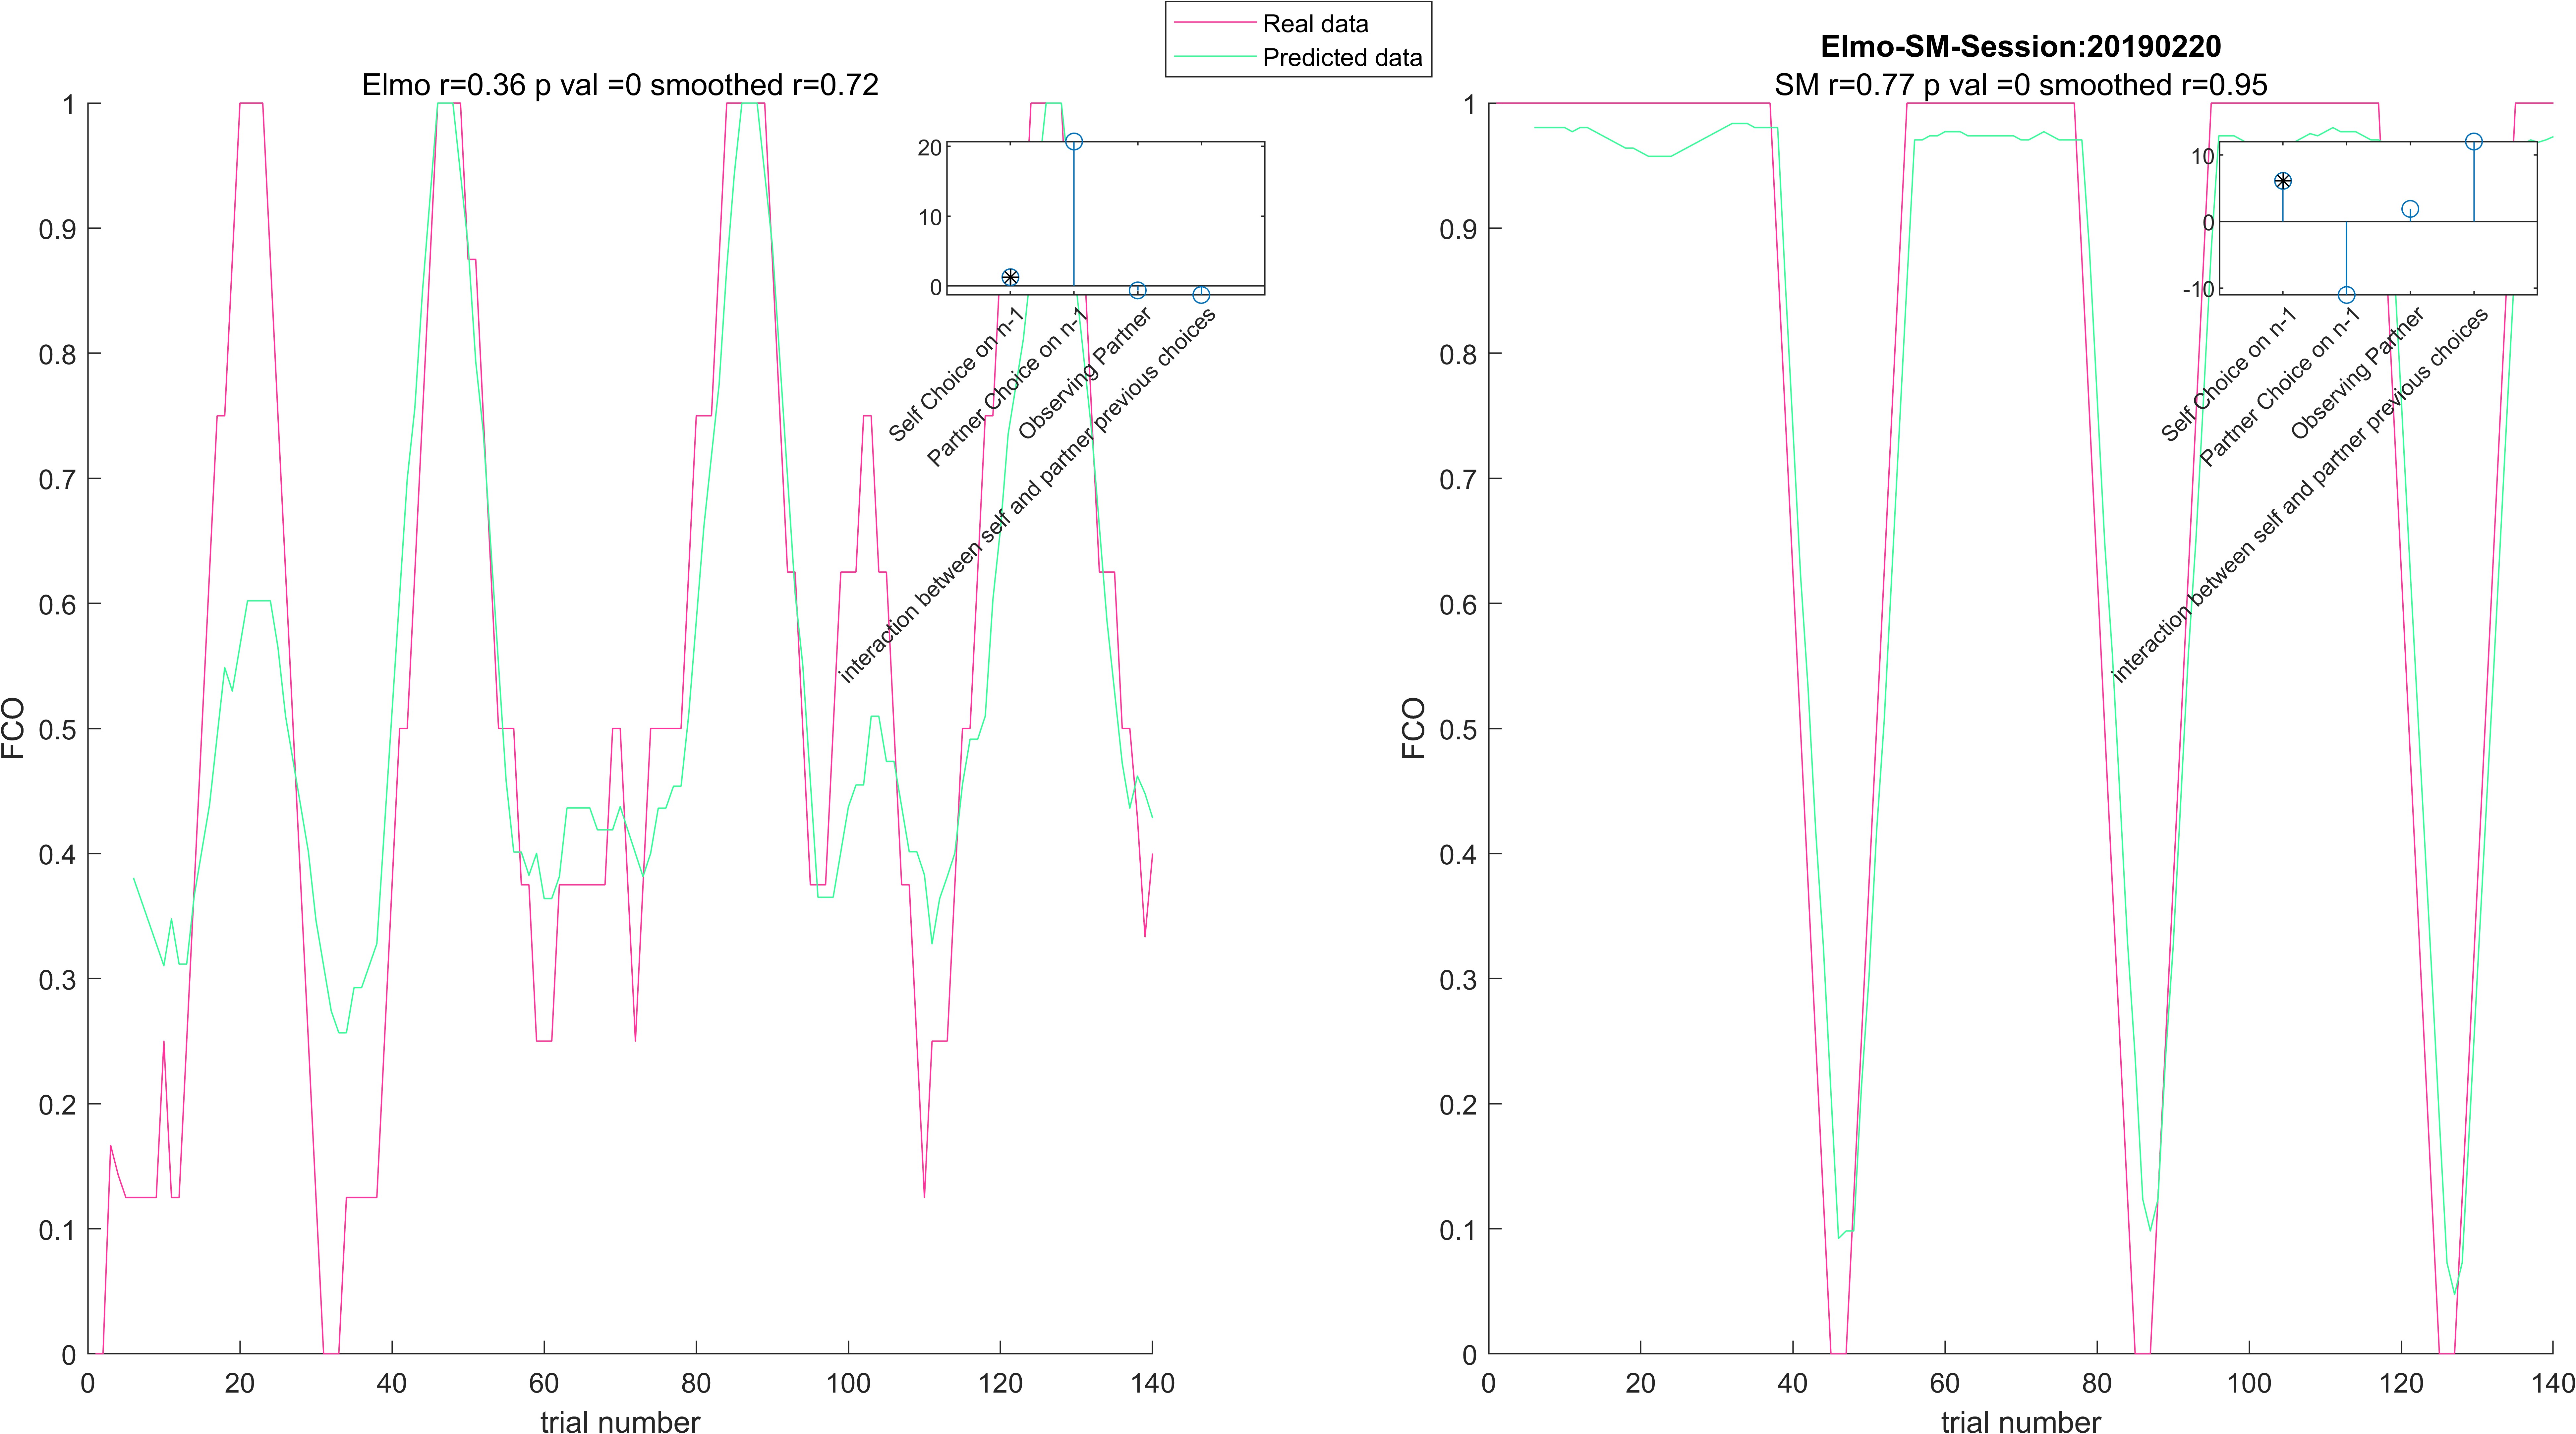 Real data
Predicted data
Elmo r=0.36 p val =0 smoothed r=0.72
1
0.9
0.8
0.7
0.6
0.5
0.4
0.3
0.2
0.1
0
FCO
0
20
40
60
80
100
120
140
trial number
20
10
0
Self Choice on n-1
Partner Choice on n-1
Observing Partner
interaction between self and partner previous choices
Elmo-SM-Session:20190220
SM r=0.77 p val =0 smoothed r=0.95
1
0.9
0.8
0.7
0.6
0.5
0.4
0.3
0.2
0.1
0
FCO
0
20
40
60
80
100
120
140
trial number
10
0
-10
Self Choice on n-1
Partner Choice on n-1
Observing Partner
interaction between self and partner previous choices